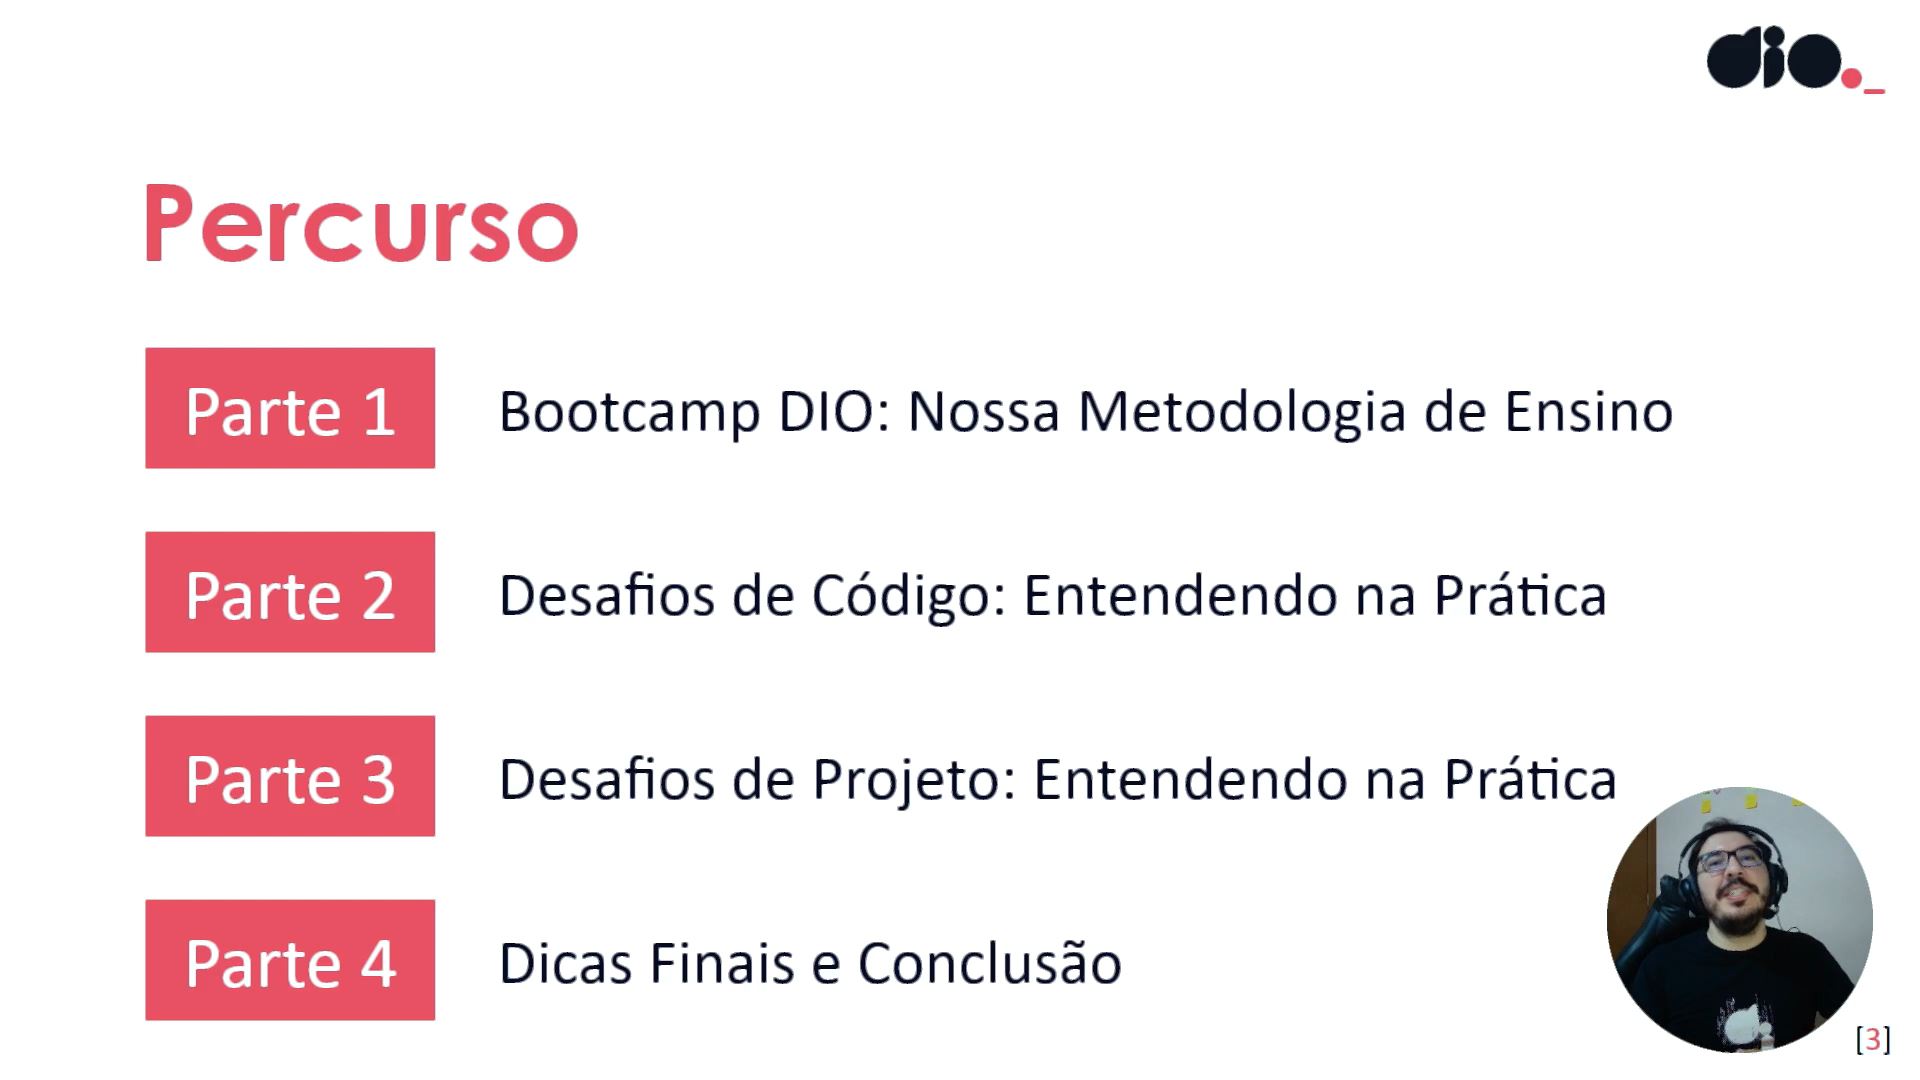 dio._
Percurso
Parte 1 Bootcamp DIO: Nossa Metodologia de Ensino
Parte 2 Desafios de Código: Entendendo na Prática
Parte 3 Desafios de Projeto: Entendendo na Prática
Parte 4 Dicas Finais e Conclusão
[3]